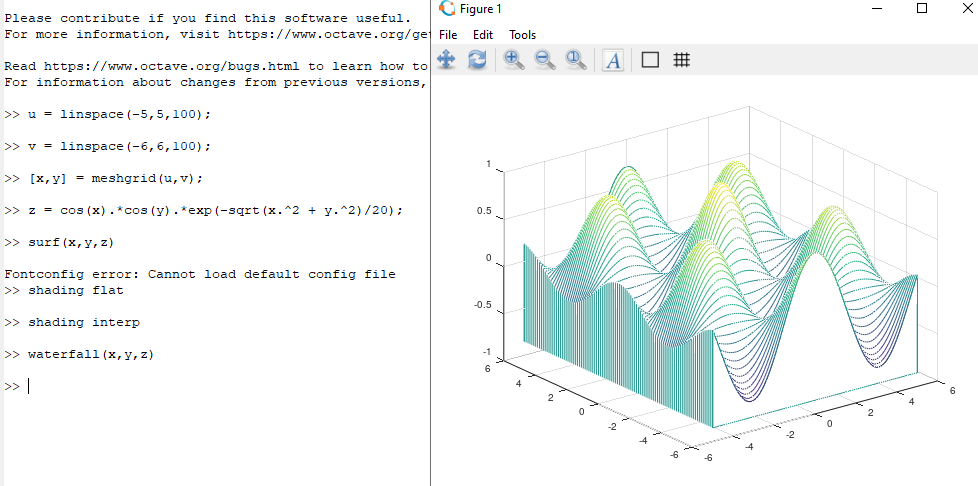 Please contribute if you find this software useful.
For more information, visit https://www.octave.org/get
Read https://www.octave.org/bugs.html to learn how to
For information about changes from previous versions,
>> u = linspace(-5,5,100);
>> v = linspace(-6,6,100);
>> [x,y] = meshgrid(u,v);
>> z = cos(x).*cos(y).*exp(-sqrt(x.^2 + y.^2)/20);
>> surf(x,y,z)
Fontconfig error: Cannot load default config file
>> shading flat
>> shading interp
>> waterfall(x,y,z)
>>
Figure 1
File Edit Tools
A
1
0.5
0
-0.5
-1
6
4
2
0
-2
-4
-6
-6
-4
-2
0
2
4
6